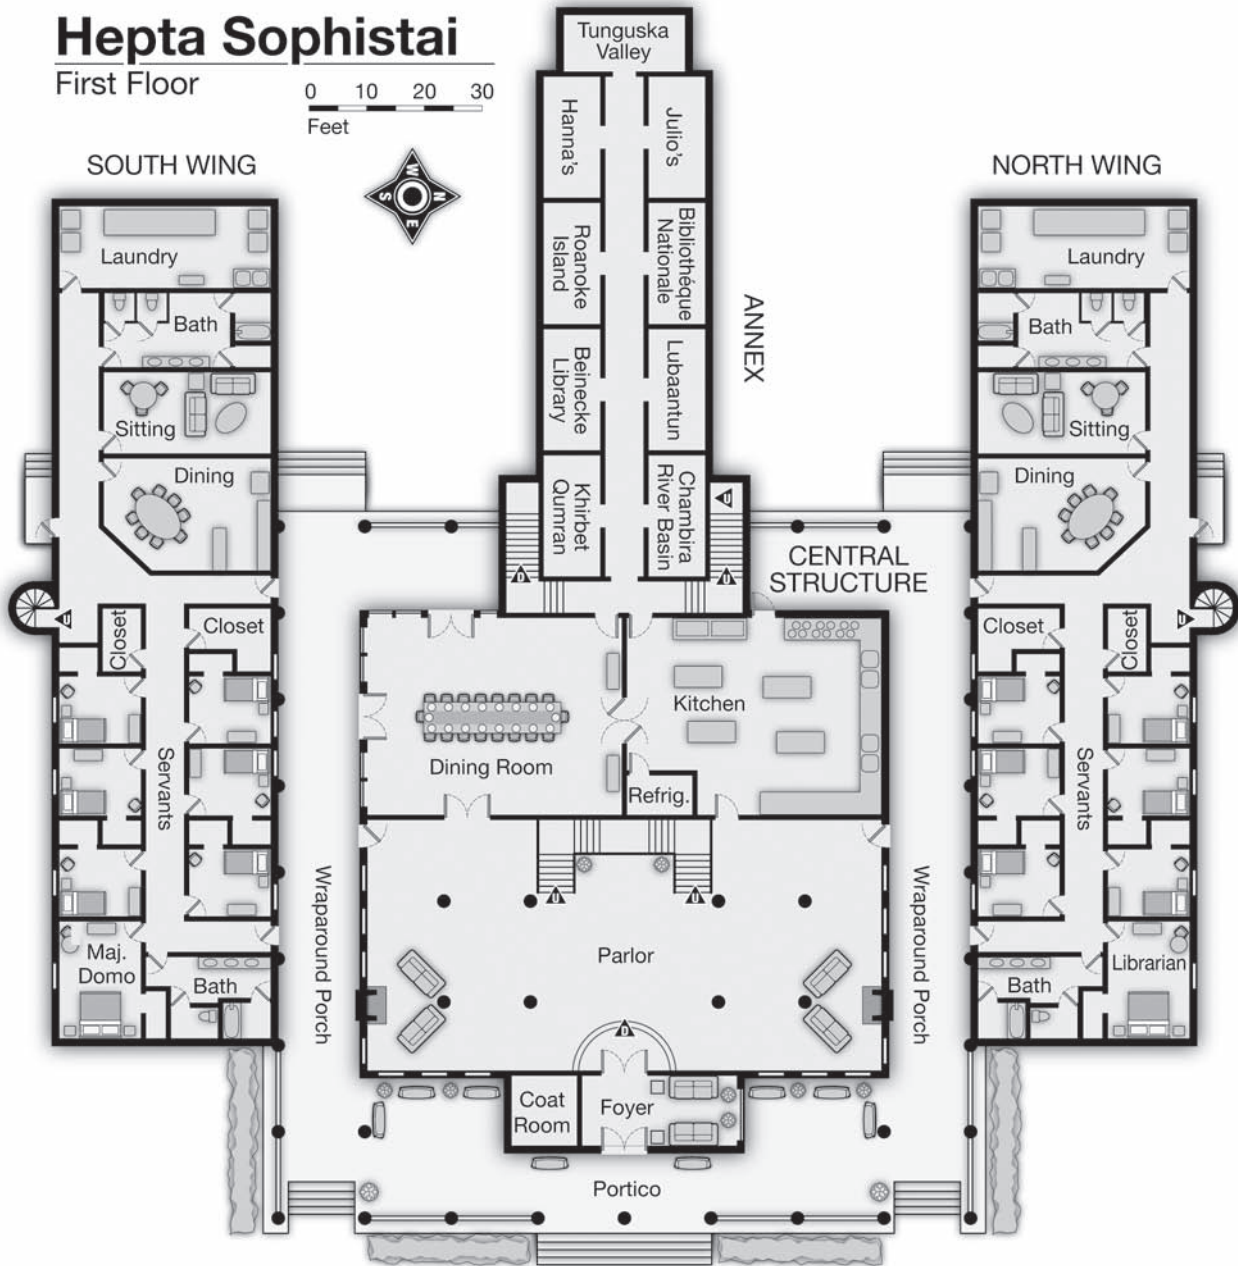 Hepta Sophistai
First Floor
0 10 20 30
Feet
W
S
N
E
SOUTH WING
NORTH WING
Tunguska
Valley
Hanna's
Julio's
Roanoke
Island
Bibliothéque
Nationale
Beinecke
Library
Lubaantun
Khirbet
Qumran
Chambira
River Basin
ANNEX
CENTRAL
STRUCTURE
Laundry
Bath
Sitting
Dining
U
Closet
Closet
Servants
Maj.
Domo
Bath
Laundry
Bath
Sitting
Dining
U
Closet
Closet
Servants
Librarian
Bath
D
U
U
Dining Room
Kitchen
Refrig.
U
U
Parlor
D
Wraparound Porch
Wraparound Porch
Coat
Room
Foyer
Portico